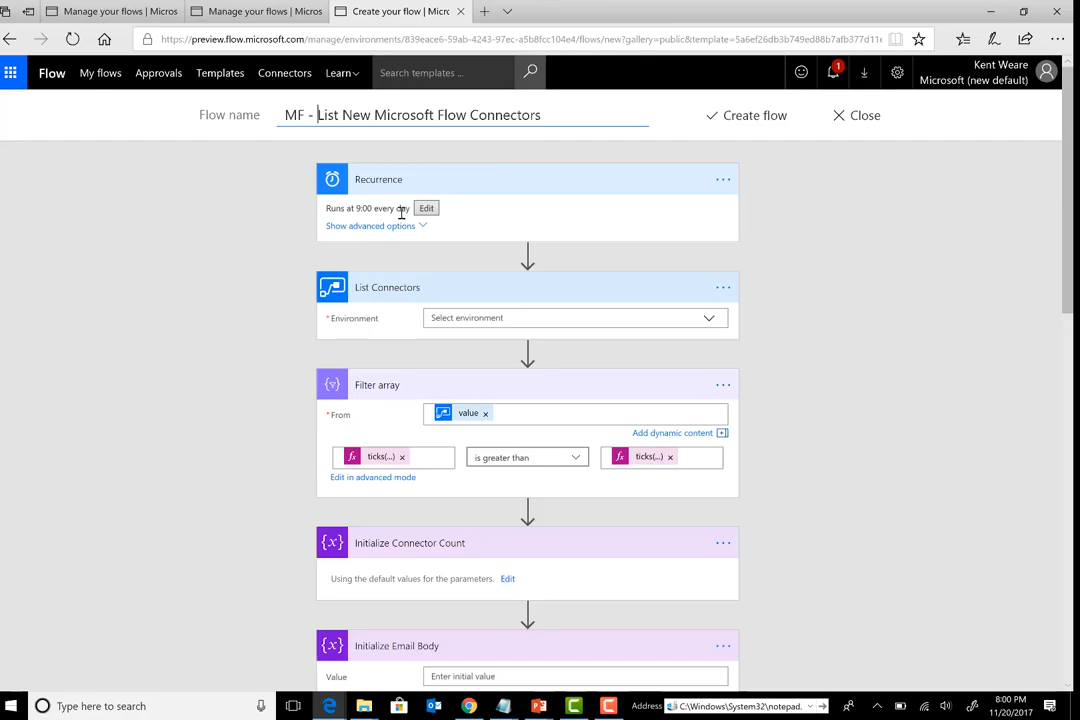 Manage your flows | Micros
Manage your flows | Micros
Create your flow | Micro
https://preview.flow.microsoft.com/manage/environments/839eace6-59ab-4243-97ec-a5b8fcc104e4/flows/new?gallery=public&template=5a6ef26db3b749ed88b7afb377d11e
Flow
My flows
Approvals
Templates
Connectors
Learn
Search templates ...
1
Kent Weare
Microsoft (new default)
Flow name
MF - List New Microsoft Flow Connectors
Create flow
Close
Recurrence
Runs at 9:00 every day
Edit
Show advanced options
List Connectors
* Environment
Select environment
Filter array
* From
value
Add dynamic content
fx ticks(...)
is greater than
fx ticks(...)
Edit in advanced mode
{x} Initialize Connector Count
Using the default values for the parameters. Edit
{x} Initialize Email Body
Value
Enter initial value
Type here to search
Address
C:\Windows\System32\notepad.
8:00 PM
11/20/2017